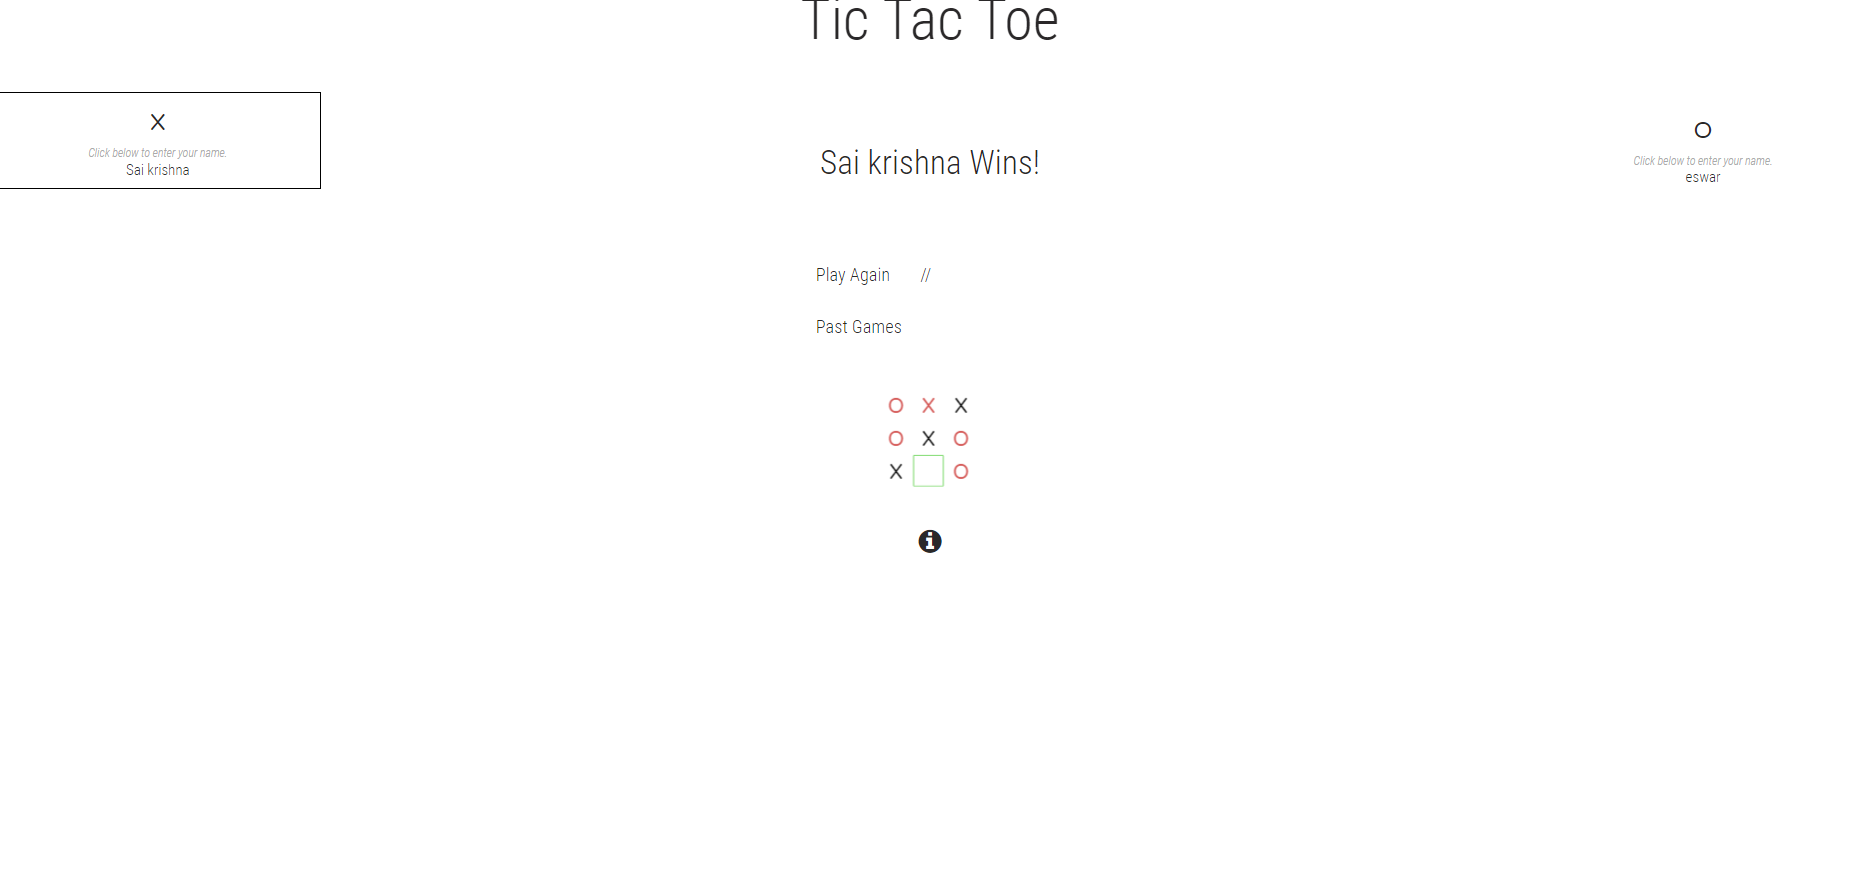 Tic Tac Toe
X
Click below to enter your name.
Sai krishna
Sai krishna Wins!
O
Click below to enter your name.
eswar
Play Again //
Past Games
O X X
O X O
X O